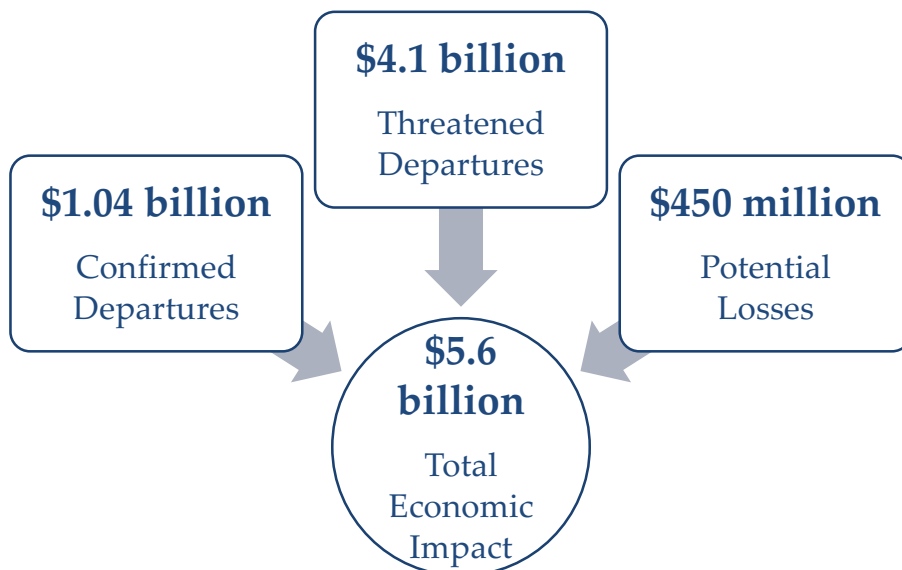 $4.1 billion
Threatened
Departures
$1.04 billion
Confirmed
Departures
$450 million
Potential
Losses
$5.6
billion
Total
Economic
Impact